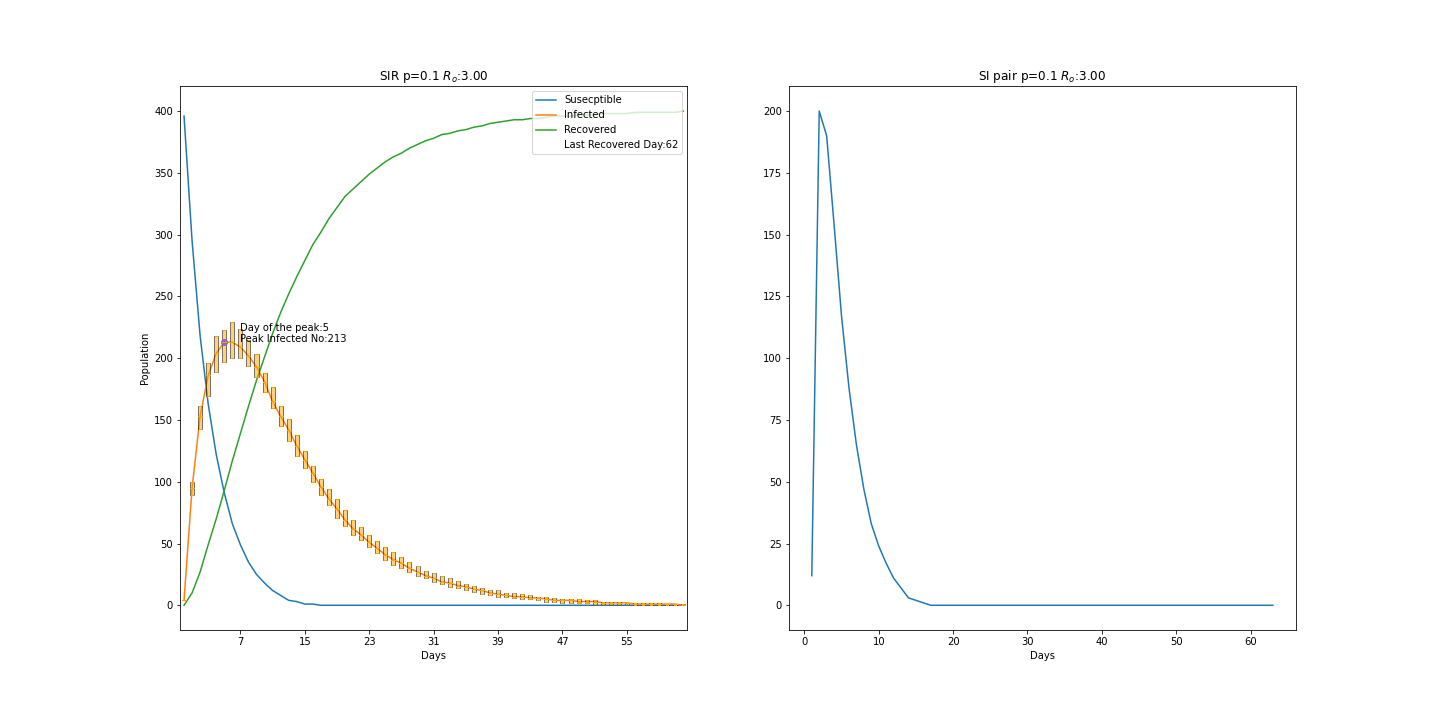 SIR p=0.1 Rₒ:3.00
Susecptible
Infected
Recovered
Last Recovered Day:62
Day of the peak:5
Peak Infected No:213
Population
400
350
300
250
200
150
100
50
0
7 15 23 31 39 47 55
Days
SI pair p=0.1 Rₒ:3.00
200
175
150
125
100
75
50
25
0
0 10 20 30 40 50 60
Days